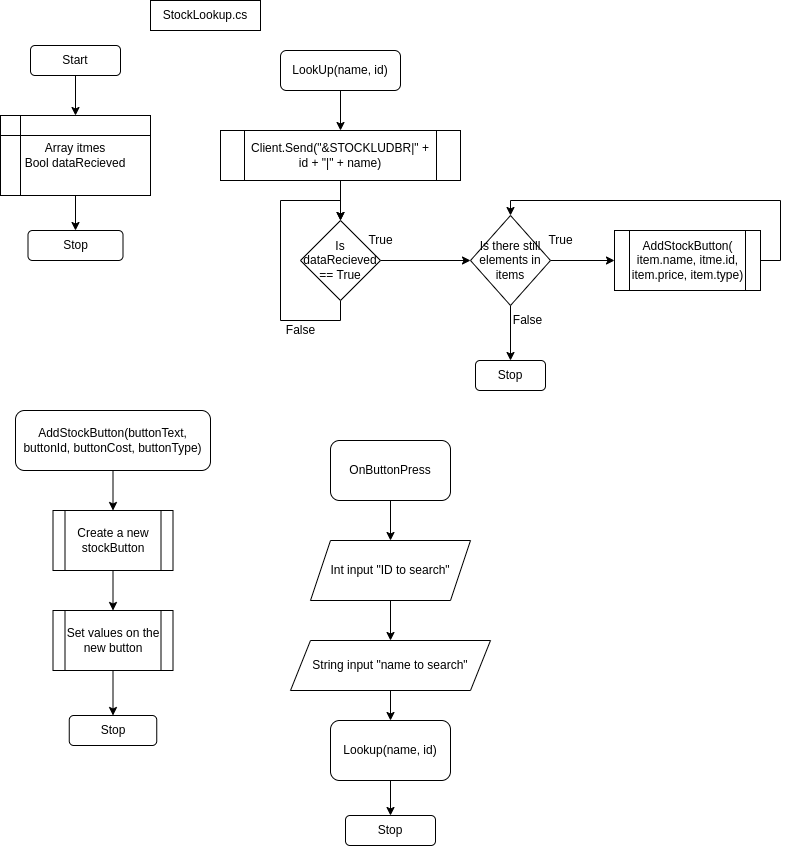 StockLookup.cs
Start
Array itmes
Bool dataRecieved
Stop
LookUp(name, id)
Client.Send("&STOCKLUDBR|" +
id + "|" + name)
Is
dataRecieved
== True
True
False
Is there still
elements in
items
True
False
AddStockButton(
item.name, itme.id,
item.price, item.type)
Stop
AddStockButton(buttonText,
buttonId, buttonCost, buttonType)
Create a new
stockButton
Set values on the
new button
Stop
OnButtonPress
Int input "ID to search"
String input "name to search"
Lookup(name, id)
Stop